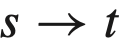 s → t